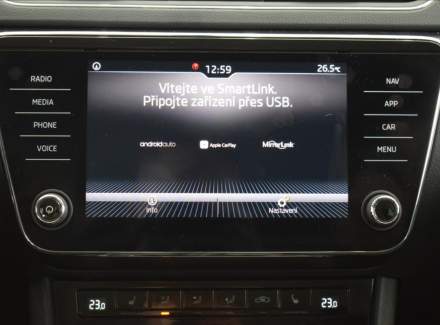 12:59
26.5°C
RADIO
MEDIA
PHONE
VOICE
Vítejte ve SmartLink.
Připojte zařízení přes USB.
androidauto
Apple CarPlay
MirrorLink
Info
Nastavení
NAV
APP
CAR
MENU
23.0
23.0